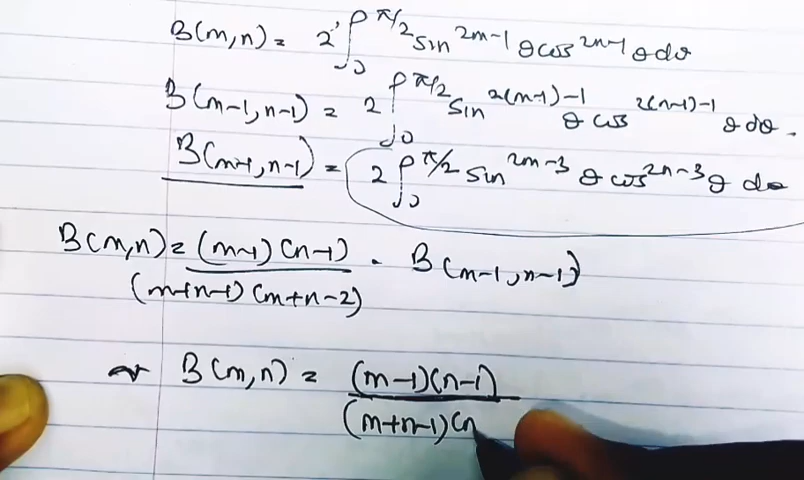 B(m,n) = 2 ∫₀^π/2 sin^2m-1 θ cos^2n-1 θ dθ
B(m-1,n-1) = 2 ∫₀^π/2 sin^2(m-1)-1 θ cos^2(n-1)-1 θ dθ.
B(m-1,n-1) = 2 ∫₀^π/2 sin^2m-3 θ cos^2n-3 θ dθ
B(m,n) = (m-1)(n-1) / (m+n-1)(m+n-2) . B(m-1,n-1)
B(m,n) = (m-1)(n-1) / (m+n-1)(n